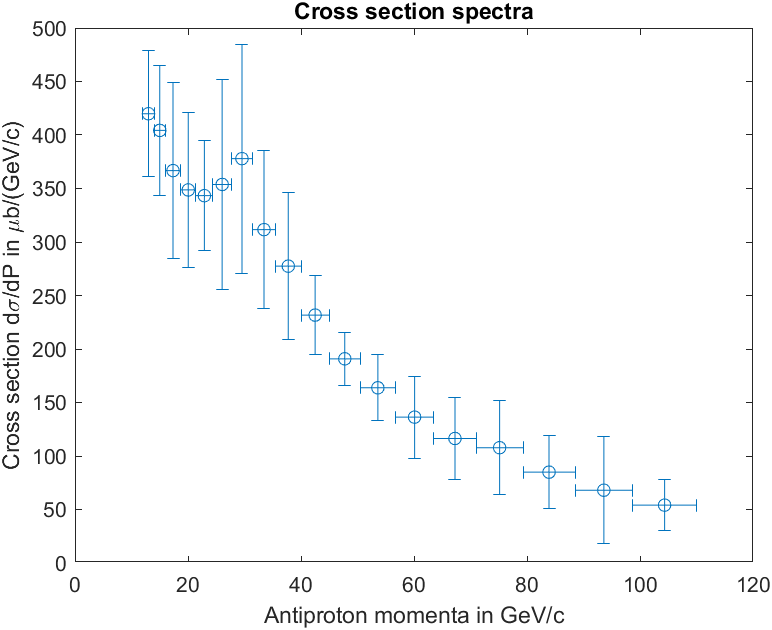 Cross section spectra
500
450
400
350
300
250
200
150
100
50
0
Cross section dσ/dP in μb/(GeV/c)
0 20 40 60 80 100 120
Antiproton momenta in GeV/c